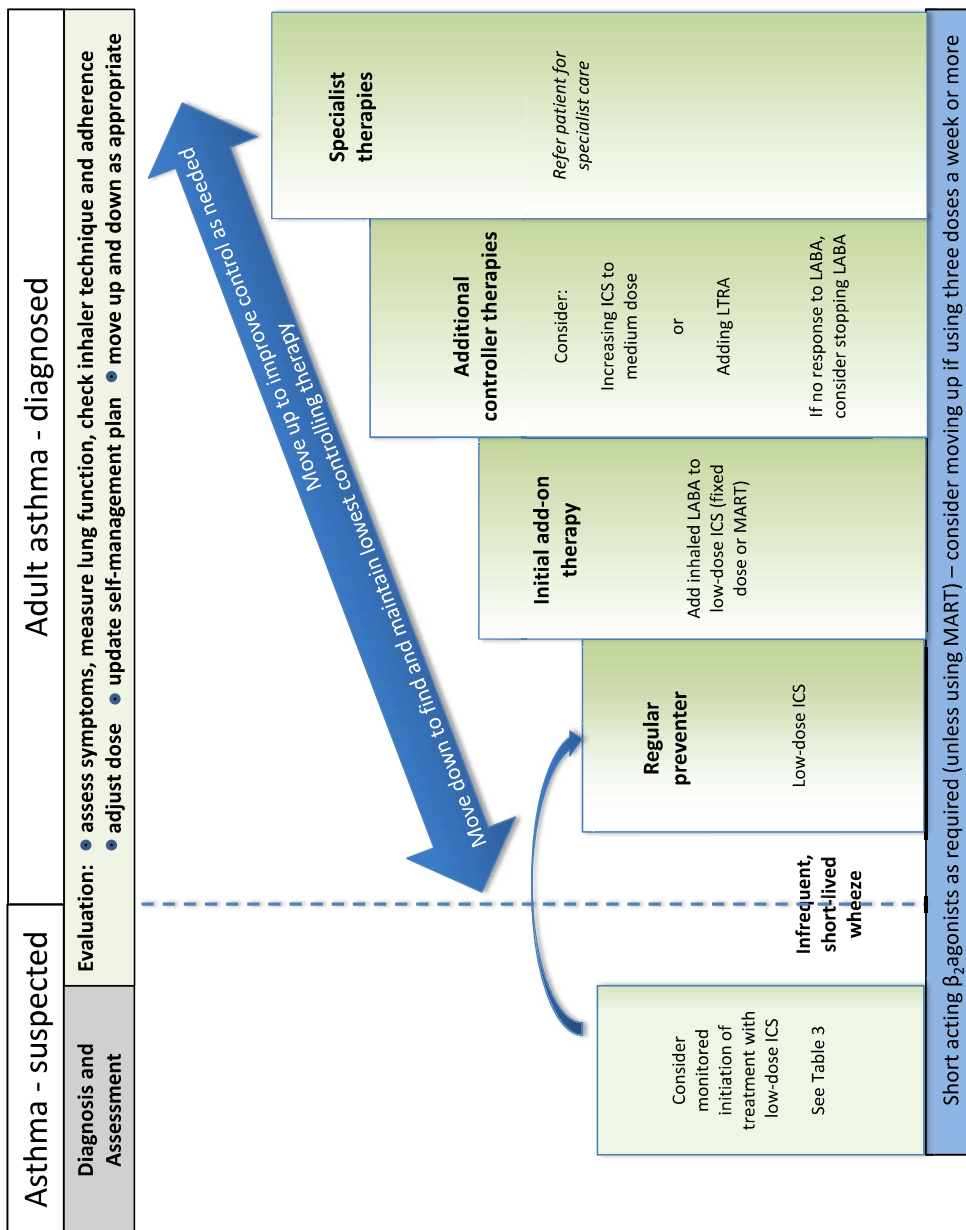 Asthma - suspected
Adult asthma - diagnosed
Diagnosis and
Assessment
Evaluation: • assess symptoms, measure lung function, check inhaler technique and adherence
• adjust dose • update self-management plan • move up and down as appropriate
Move up to improve control as needed
Move down to find and maintain lowest controlling therapy
Consider
monitored
initiation of
treatment with
low-dose ICS
See Table 3
Infrequent,
short-lived
wheeze
Regular
preventer
Low-dose ICS
Initial add-on
therapy
Add inhaled LABA to
low-dose ICS (fixed
dose or MART)
Additional
controller therapies
Consider:
Increasing ICS to
medium dose
or
Adding LTRA
If no response to LABA,
consider stopping LABA
Specialist
therapies
Refer patient for
specialist care
Short acting β₂agonists as required (unless using MART) – consider moving up if using three doses a week or more